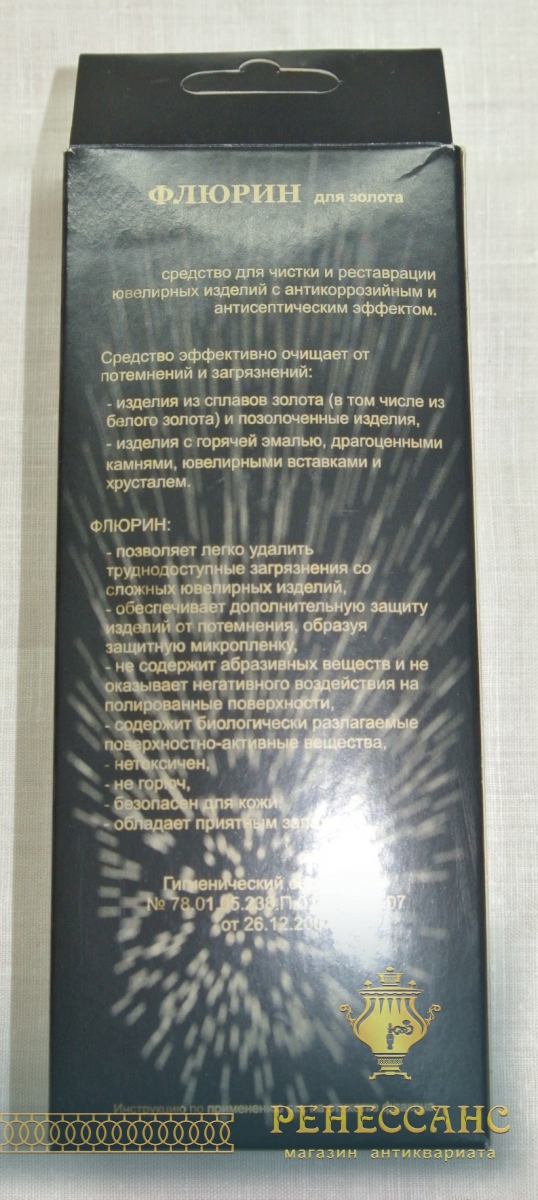 ФЛЮРИН для золота
средство для чистки и реставрации
ювелирных изделий с антикоррозийным и
антисептическим эффектом.
Средство эффективно очищает от
потемнений и загрязнений:
- изделия из сплавов золота (в том числе из
белого золота) и позолоченные изделия,
- изделия с горячей эмалью, драгоценными
камнями, ювелирными вставками и
хрусталем.
ФЛЮРИН:
- позволяет легко удалить
труднодоступные загрязнения со
сложных ювелирных изделий,
- обеспечивает дополнительную защиту
изделий от потемнения, образуя
защитную микропленку,
- не содержит абразивных веществ и не
оказывает негативного воздействия на
полированные поверхности,
- содержит биологически разлагаемые
поверхностно-активные вещества,
- нетоксичен,
- не горюч,
- безопасен для кожи,
- обладает приятным
Гигиенический
№
от
Инструкцию по
РЕНЕССАНС
магазин антиквариата